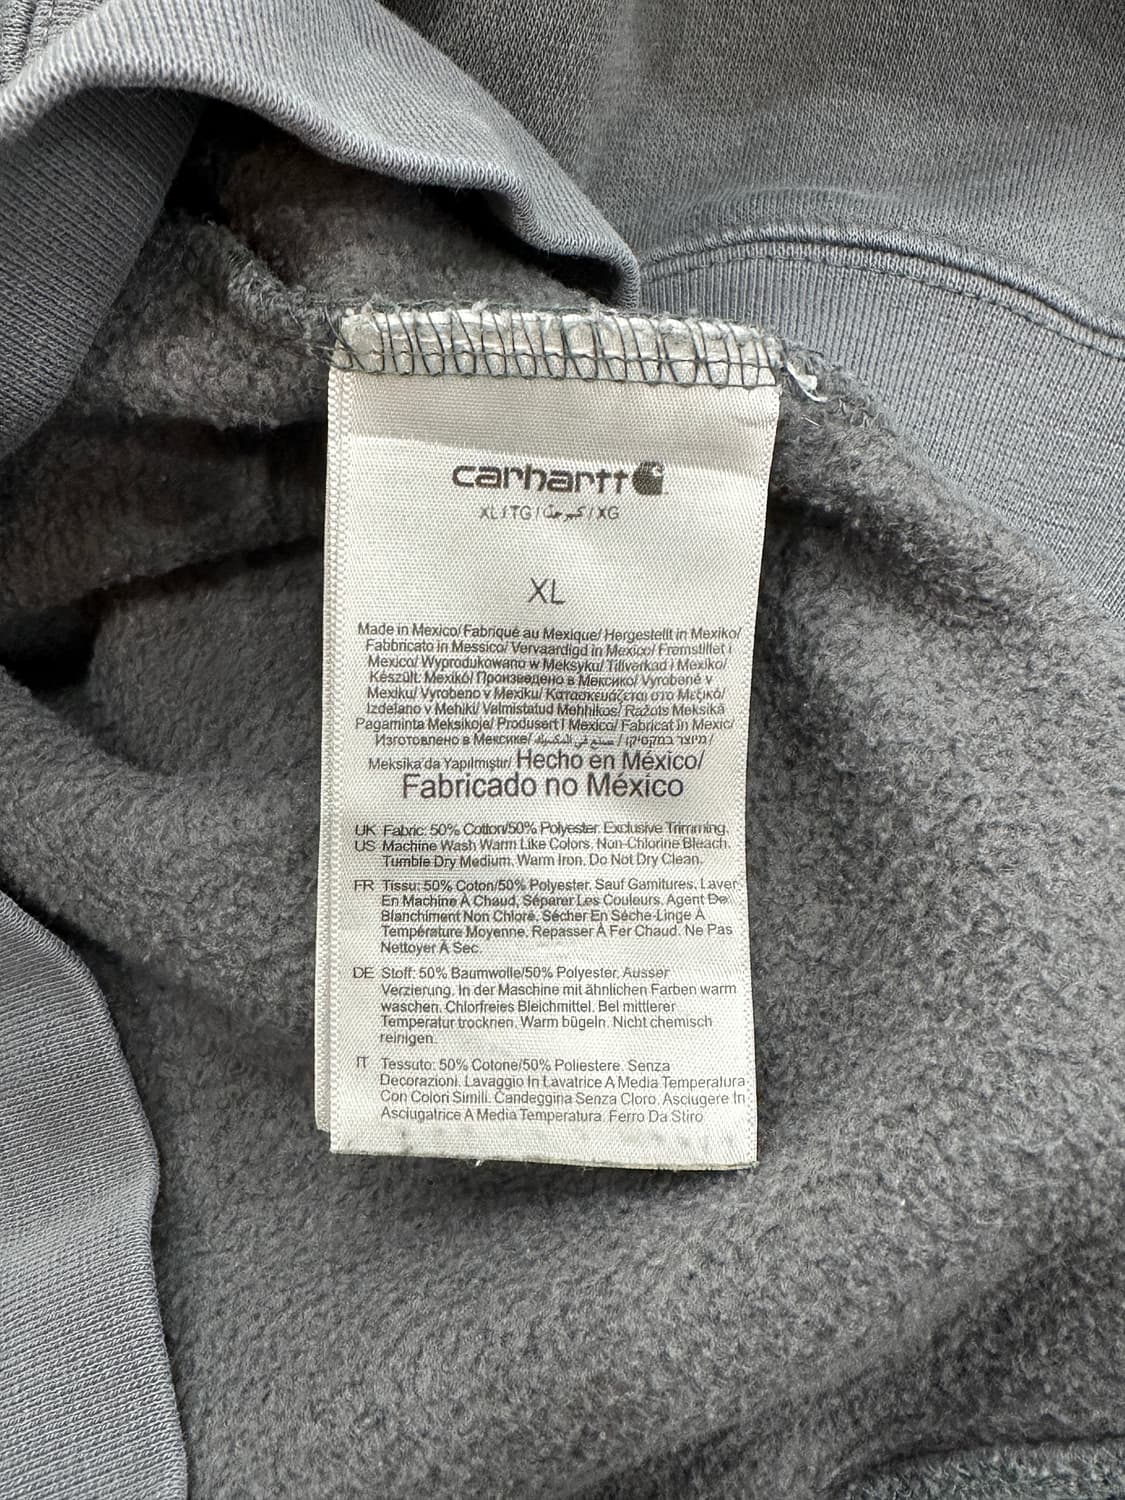 carhartt
XL / TG / كبير جدًا / XG
XL
Made in Mexico/ Fabriqué au Mexique/ Hergestellt in Mexiko/
Fabbricato in Messico/ Vervaardigd in Mexico/ Fremstillet i
Mexico/ Wyprodukowano w Meksyku/ Tillverkad i Mexiko/
Készült: Mexikó/ Произведено в Мексико/ Vyrobené v
Mexiku/ Vyrobeno v Mexiku/ Κατασκευάζεται στο Μεξικό/
Izdelano v Mehiki/ Valmistatud Mehhikos/ Ražots Meksikā
Pagaminta Meksikoje/ Produsert I Mexico/ Fabricat în Mexic/
Изготовлено в Мексике/ صنع في المكسيك / מיוצר במקסיקו /
Meksika'da Yapılmıştır/ Hecho en México/
Fabricado no México
UK Fabric: 50% Cotton/50% Polyester. Exclusive Trimming.
US Machine Wash Warm Like Colors. Non-Chlorine Bleach.
Tumble Dry Medium. Warm Iron. Do Not Dry Clean.
FR Tissu: 50% Coton/50% Polyester. Sauf Garnitures. Laver
En Machine À Chaud, Séparer Les Couleurs. Agent De
Blanchiment Non Chloré. Sécher En Sèche-Linge À
Température Moyenne. Repasser À Fer Chaud. Ne Pas
Nettoyer À Sec.
DE Stoff: 50% Baumwolle/50% Polyester. Ausser
Verzierung. In der Maschine mit ähnlichen Farben warm
waschen. Chlorfreies Bleichmittel. Bei mittlerer
Temperatur trocknen. Warm bügeln. Nicht chemisch
reinigen.
IT Tessuto: 50% Cotone/50% Poliestere. Senza
Decorazioni. Lavaggio In Lavatrice A Media Temperatura
Con Colori Simili. Candeggina Senza Cloro. Asciugere In
Asciugatrice A Media Temperatura. Ferro Da Stiro